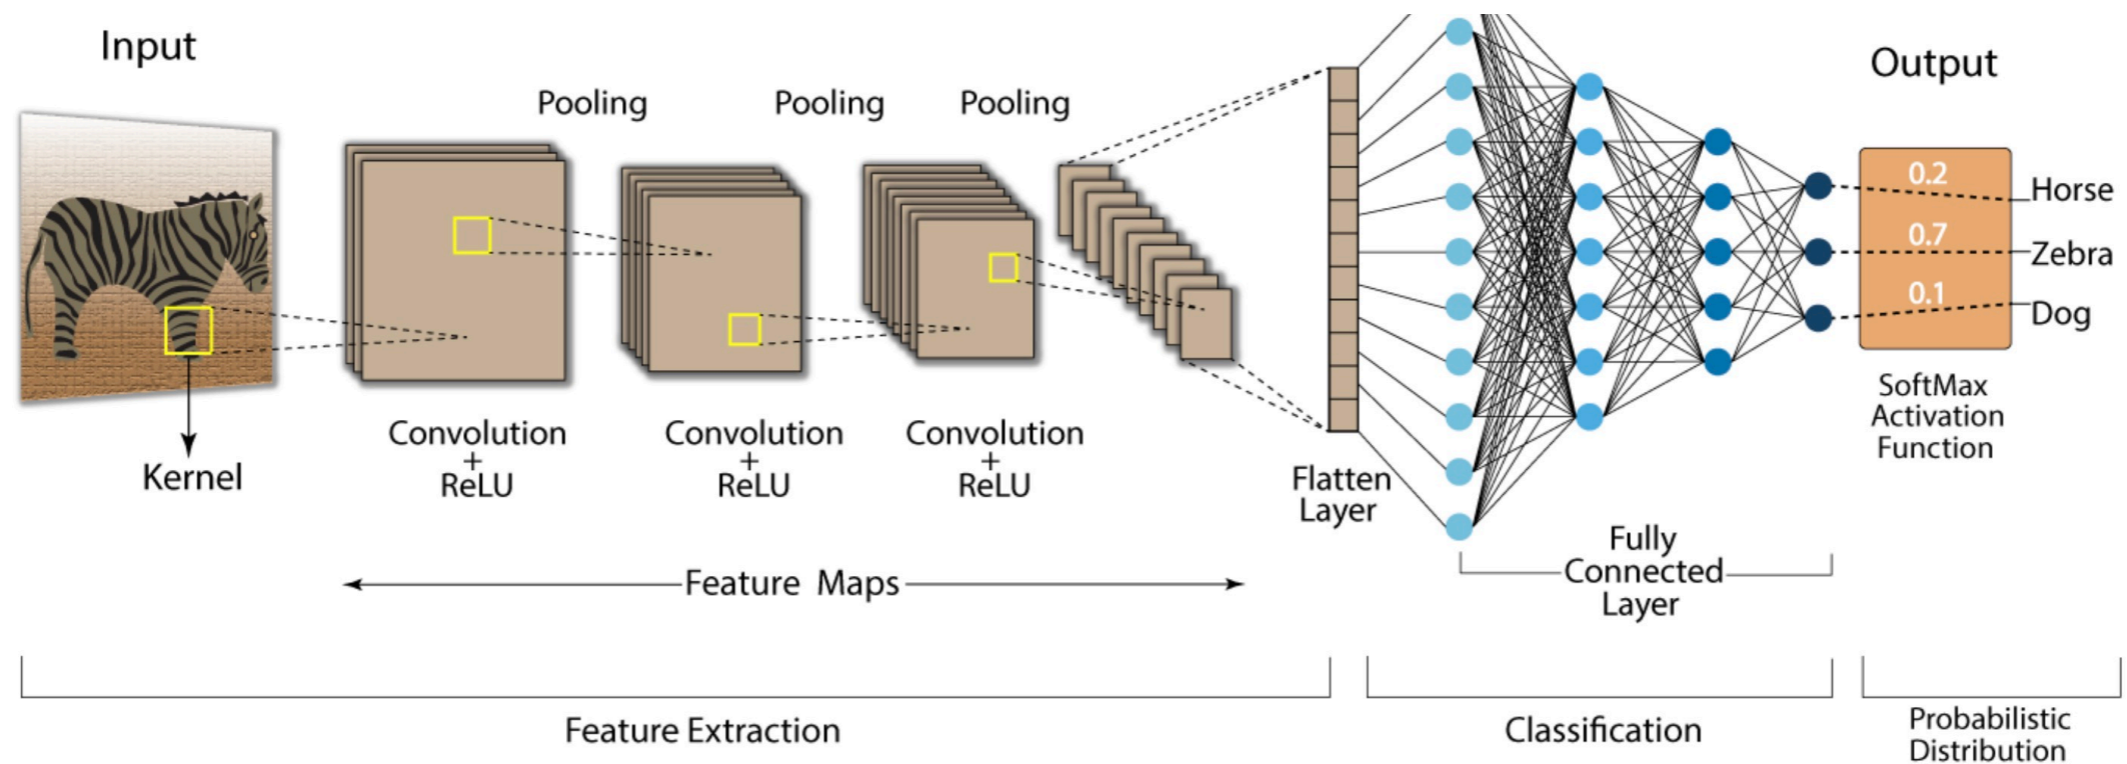 Input
Output
Pooling
Pooling
Pooling
0.2
Horse
0.7
Zebra
0.1
Dog
Kernel
Convolution
+
ReLU
Convolution
+
ReLU
Convolution
+
ReLU
Flatten
Layer
SoftMax
Activation
Function
Feature Maps
Fully
Connected
Layer
Feature Extraction
Classification
Probabilistic
Distribution